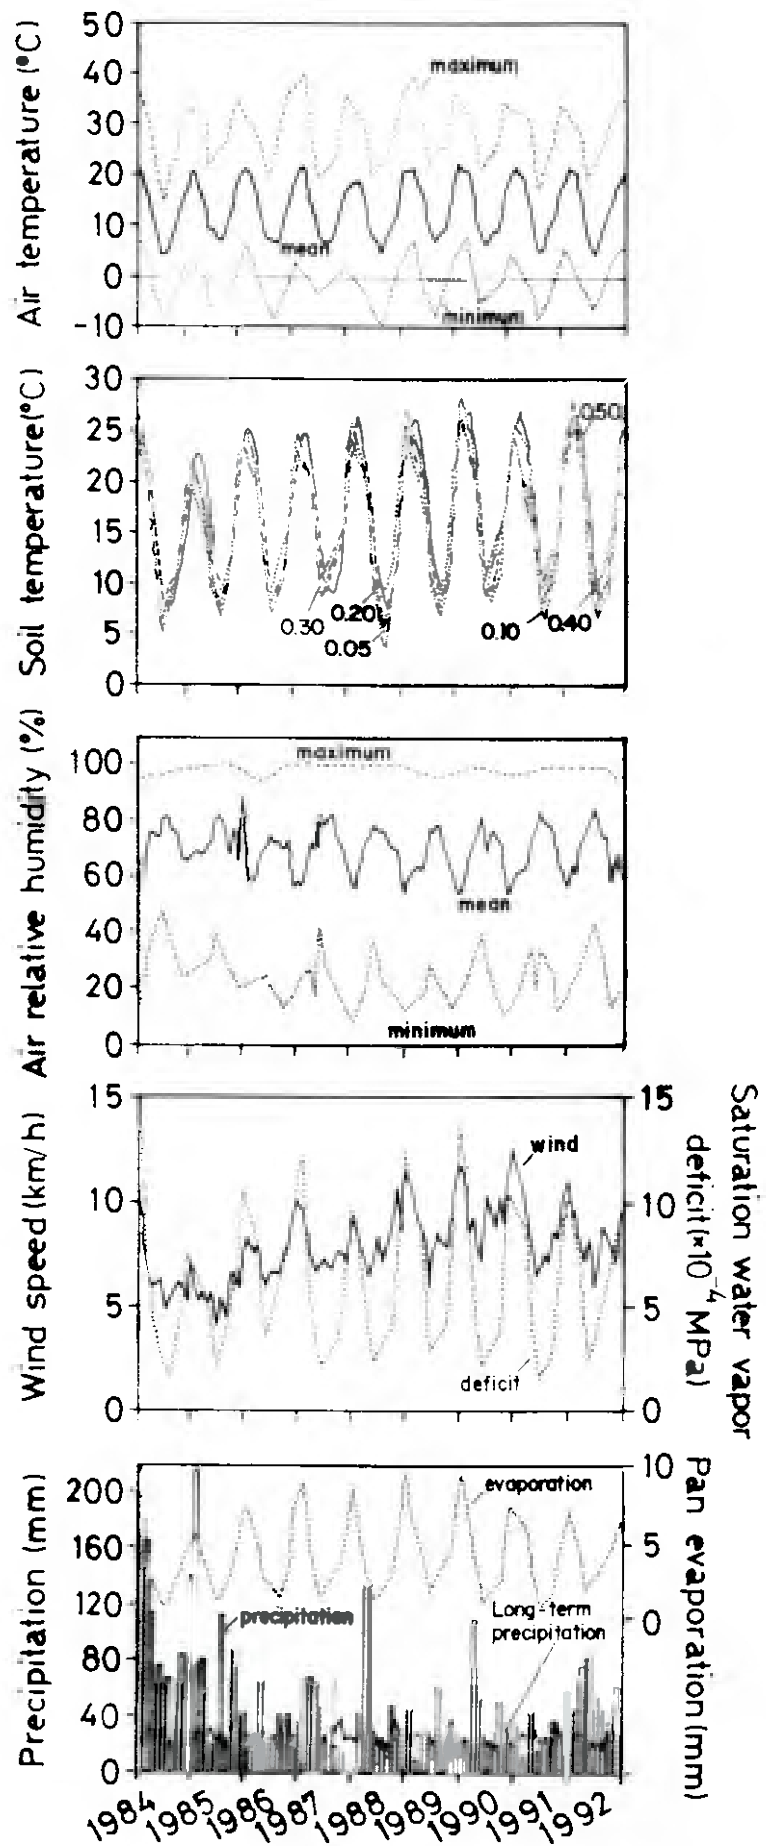 Air temperature (°C)
50
40
30
20
10
0
-10
maximum
mean
minimum
Soil temperature(°C)
30
25
20
15
10
5
0
0.50
0.30
0.20
0.05
0.10
0.40
Air relative humidity (%)
100
80
60
40
20
0
maximum
mean
minimum
Wind speed (km/h)
15
10
5
0
wind
deficit
15
10
5
0
Saturation water vapor
deficit(×10⁻⁴ MPa)
Precipitation (mm)
200
160
120
80
40
0
evaporation
precipitation
Long-term
precipitation
10
5
0
Pan evaporation(mm)
1984
1985
1986
1987
1988
1989
1990
1991
1992